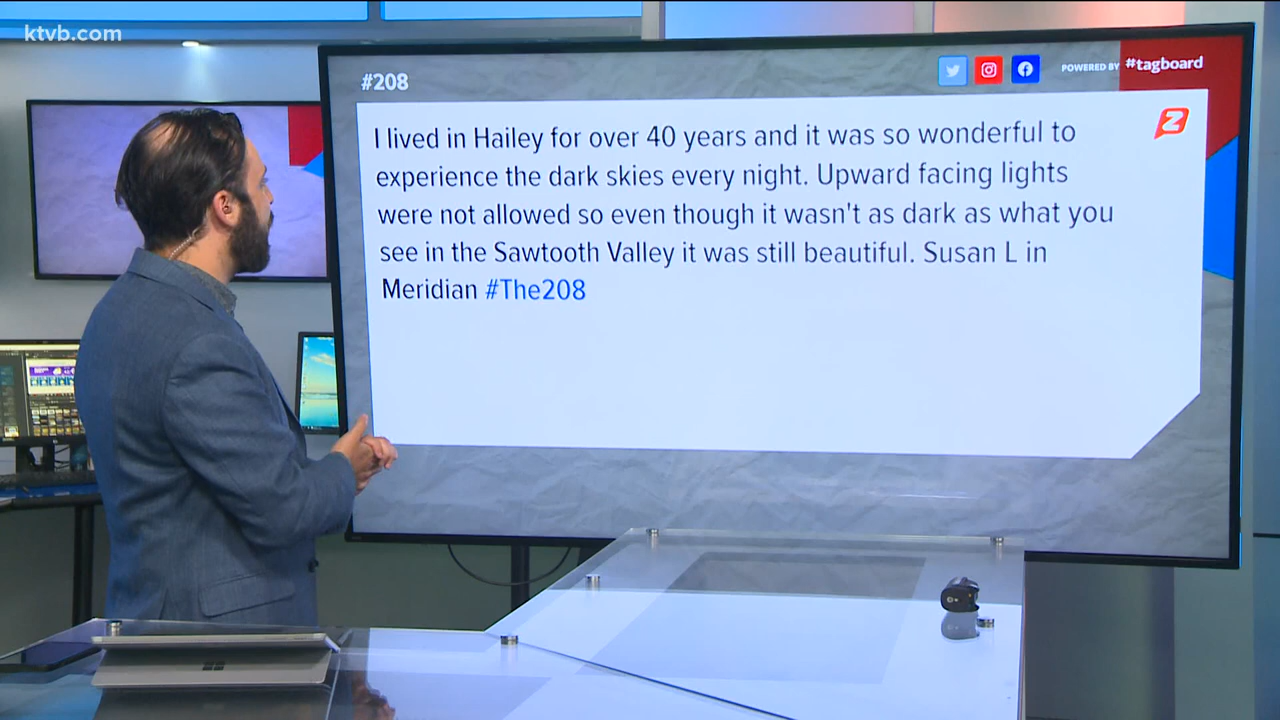 ktvb.com
#208
POWERED BY #tagboard
I lived in Hailey for over 40 years and it was so wonderful to
experience the dark skies every night. Upward facing lights
were not allowed so even though it wasn't as dark as what you
see in the Sawtooth Valley it was still beautiful. Susan L in
Meridian #The208